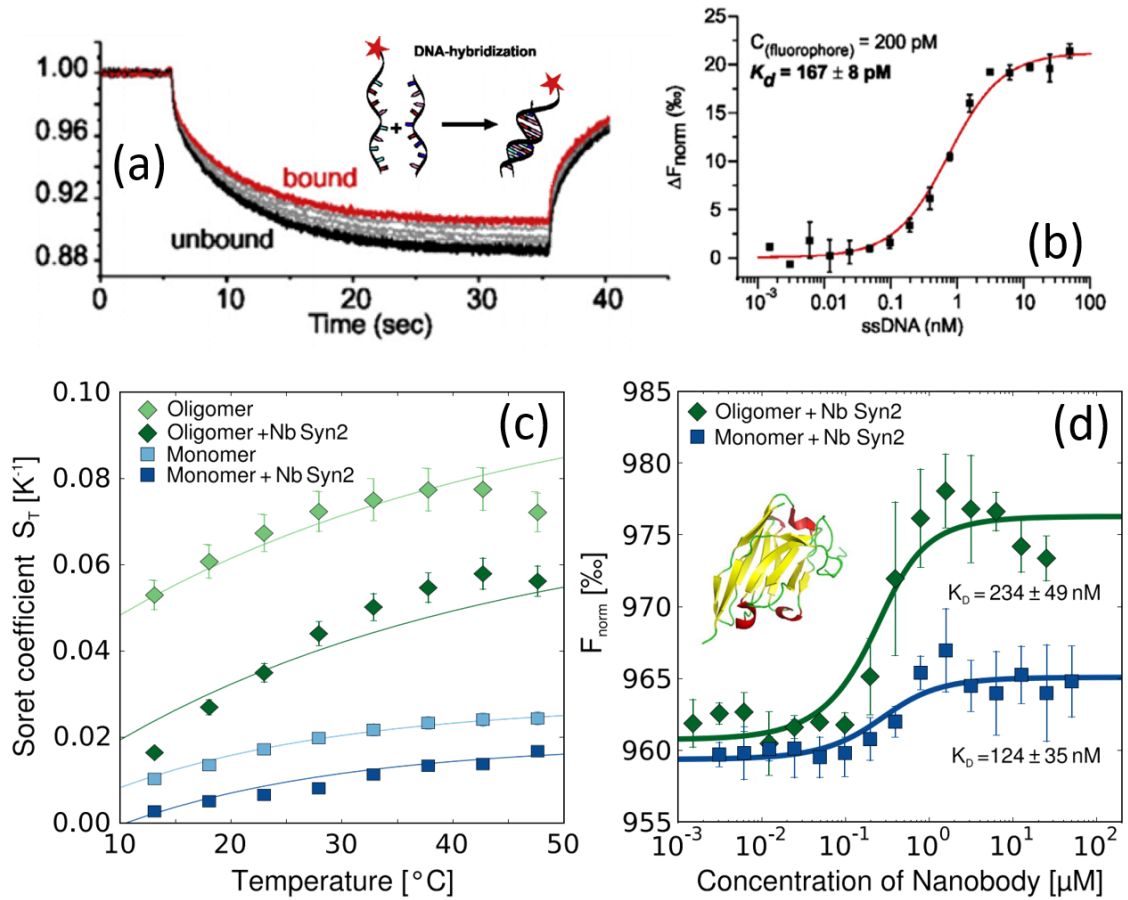 DNA-hybridization
1.00
0.96
0.92
0.88
(a)
bound
unbound
0 10 20 30 40
Time (sec)
C(fluorophore) = 200 pM
Kd = 167 ± 8 pM
25
20
15
10
5
0
ΔFnorm (‰)
(b)
10⁻³ 0.01 0.1 1 10 100
ssDNA (nM)
0.10
0.08
0.06
0.04
0.02
0.00
Soret coefficient S_T [K⁻¹]
Oligomer
Oligomer +Nb Syn2
Monomer
Monomer + Nb Syn2
(c)
10 20 30 40 50
Temperature [°C]
985
980
975
970
965
960
955
Fnorm [‰]
Oligomer + Nb Syn2
Monomer + Nb Syn2
(d)
K_D = 234 ± 49 nM
K_D = 124 ± 35 nM
10⁻³ 10⁻² 10⁻¹ 10⁰ 10¹ 10²
Concentration of Nanobody [µM]